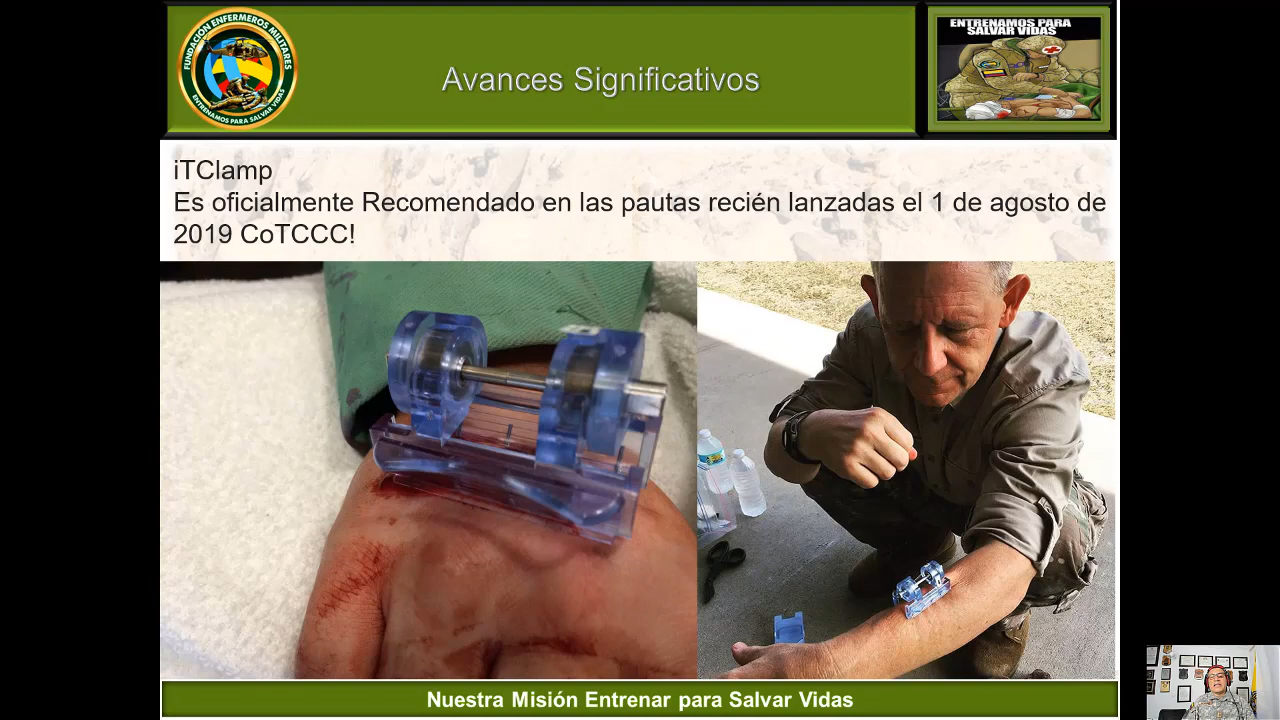 FUNDACIÓN ENFERMEROS MILITARES
ENTRENAMOS PARA SALVAR VIDAS
Avances Significativos
ENTRENAMOS PARA
SALVAR VIDAS
iTClamp
Es oficialmente Recomendado en las pautas recién lanzadas el 1 de agosto de
2019 CoTCCC!
Nuestra Misión Entrenar para Salvar Vidas